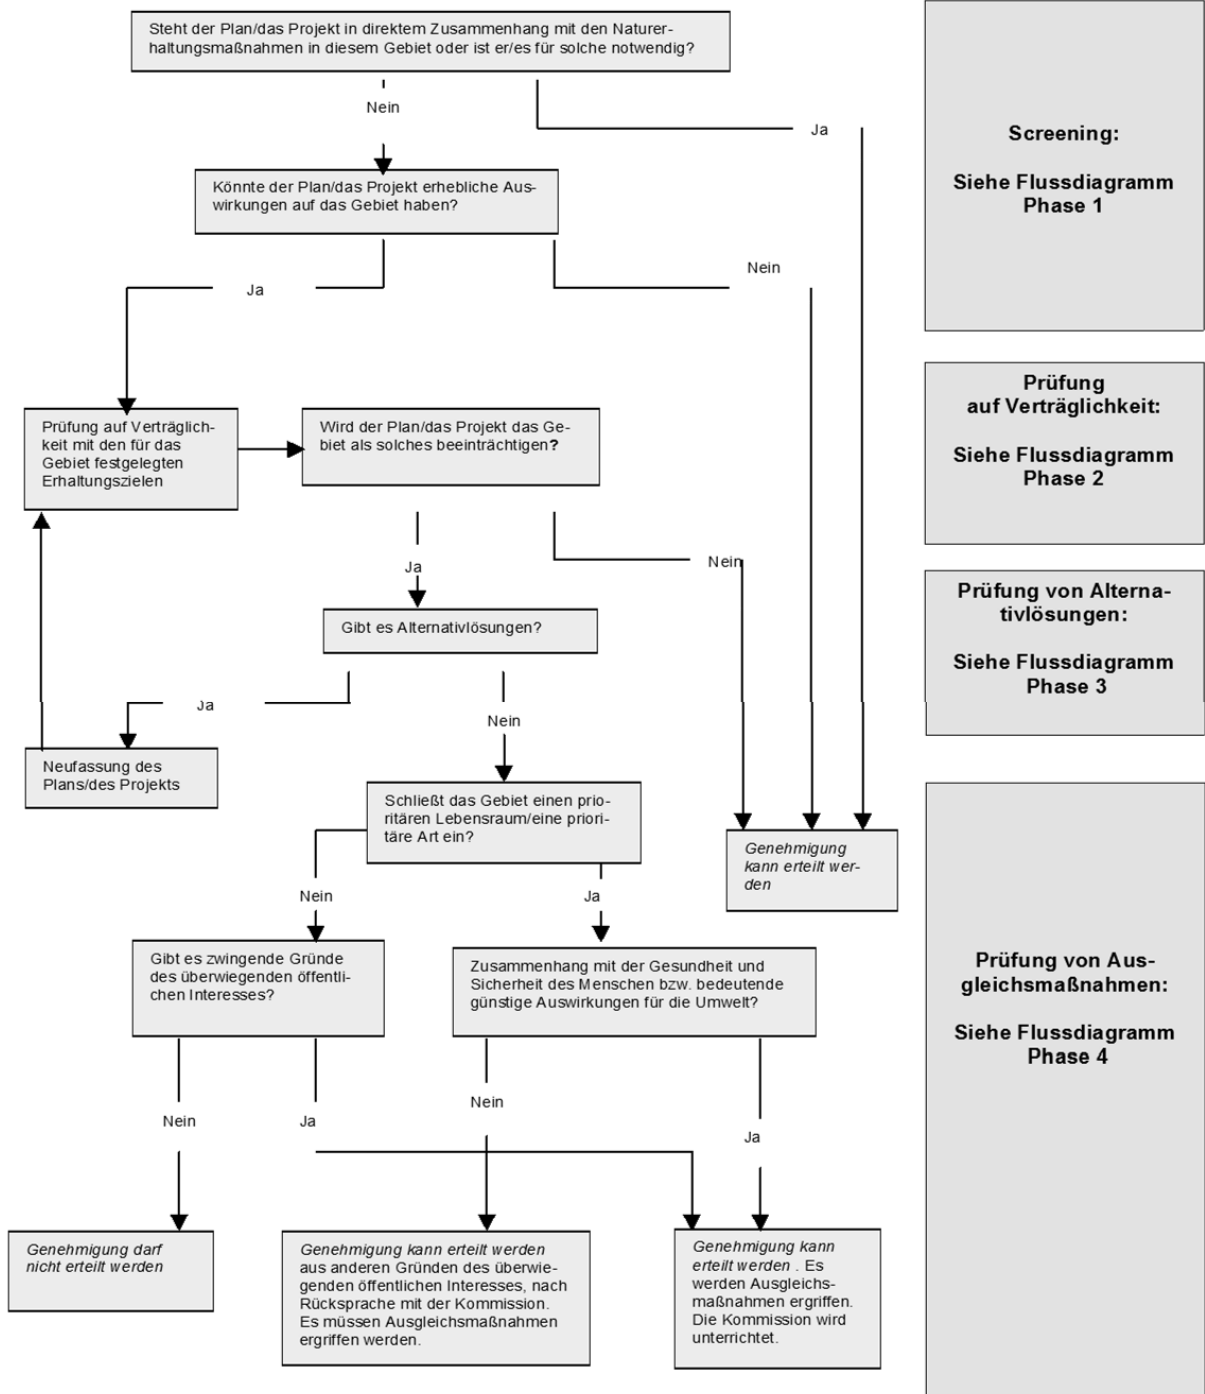 Steht der Plan/das Projekt in direktem Zusammenhang mit den Naturer-
haltungsmaßnahmen in diesem Gebiet oder ist er/es für solche notwendig?
Nein
Ja
Könnte der Plan/das Projekt erhebliche Aus-
wirkungen auf das Gebiet haben?
Ja
Nein
Screening:
Siehe Flussdiagramm
Phase 1
Prüfung auf Verträglich-
keit mit den für das
Gebiet festgelegten
Erhaltungszielen
Wird der Plan/das Projekt das Ge-
biet als solches beeinträchtigen?
Ja
Nein
Prüfung
auf Verträglichkeit:
Siehe Flussdiagramm
Phase 2
Gibt es Alternativlösungen?
Ja
Nein
Neufassung des
Plans/des Projekts
Prüfung von Alterna-
tivlösungen:
Siehe Flussdiagramm
Phase 3
Schließt das Gebiet einen prio-
ritären Lebensraum/eine priori-
täre Art ein?
Nein
Ja
Genehmigung
kann erteilt wer-
den
Gibt es zwingende Gründe
des überwiegenden öffentli-
chen Interesses?
Zusammenhang mit der Gesundheit und
Sicherheit des Menschen bzw. bedeutende
günstige Auswirkungen für die Umwelt?
Nein
Ja
Nein
Ja
Prüfung von Aus-
gleichsmaßnahmen:
Siehe Flussdiagramm
Phase 4
Genehmigung darf
nicht erteilt werden
Genehmigung kann erteilt werden
aus anderen Gründen des überwie-
genden öffentlichen Interesses, nach
Rücksprache mit der Kommission.
Es müssen Ausgleichsmaßnahmen
ergriffen werden.
Genehmigung kann
erteilt werden . Es
werden Ausgleichs-
maßnahmen ergriffen.
Die Kommission wird
unterrichtet.